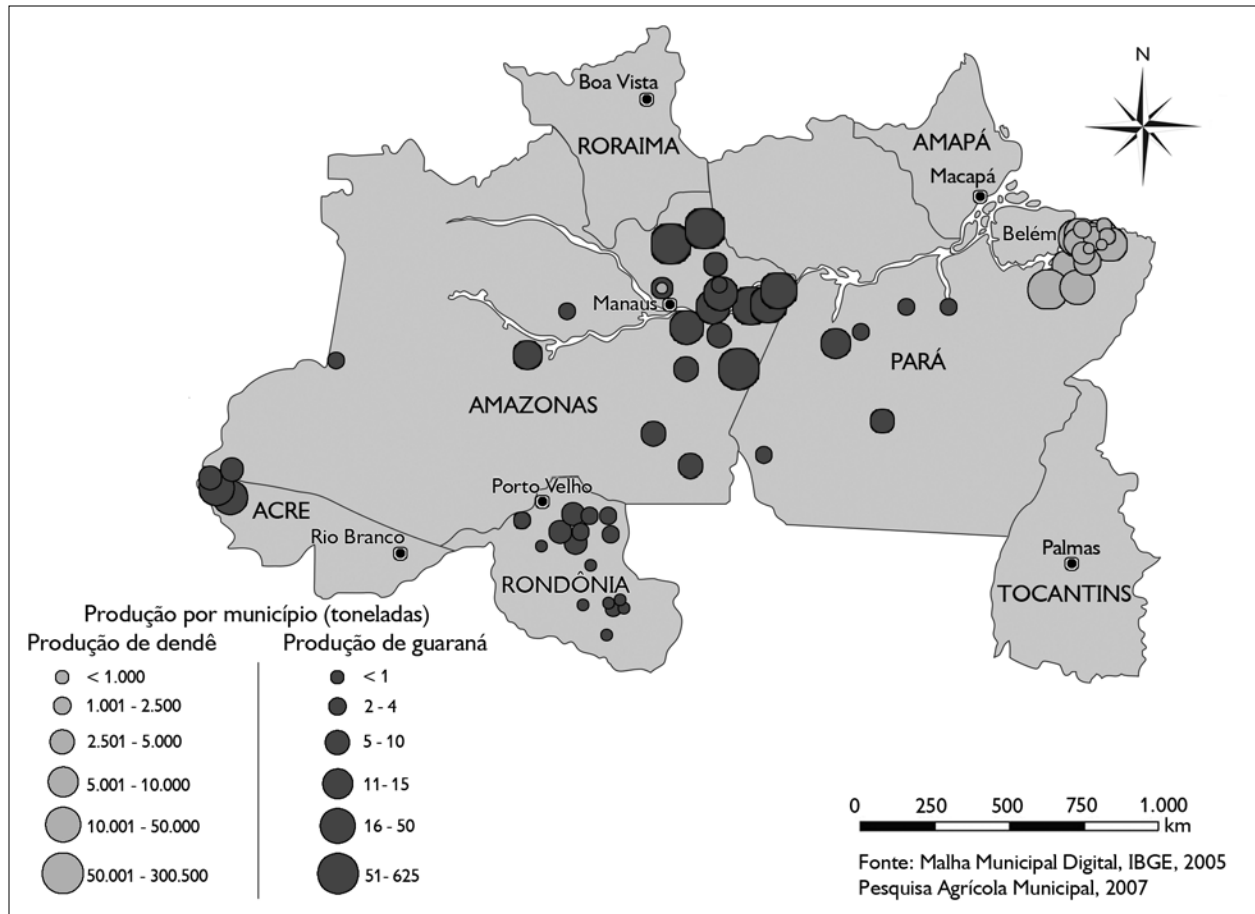 N
Boa Vista
RORAIMA
AMAPÁ
Macapá
Belém
Manaus
PARÁ
AMAZONAS
Porto Velho
ACRE
Rio Branco
RONDÔNIA
Palmas
TOCANTINS
Produção por município (toneladas)
Produção de dendê
< 1.000
1.001 - 2.500
2.501 - 5.000
5.001 - 10.000
10.001 - 50.000
50.001 - 300.500
Produção de guaraná
< 1
2 - 4
5 - 10
11- 15
16 - 50
51- 625
0 250 500 750 1.000
km
Fonte: Malha Municipal Digital, IBGE, 2005
Pesquisa Agrícola Municipal, 2007